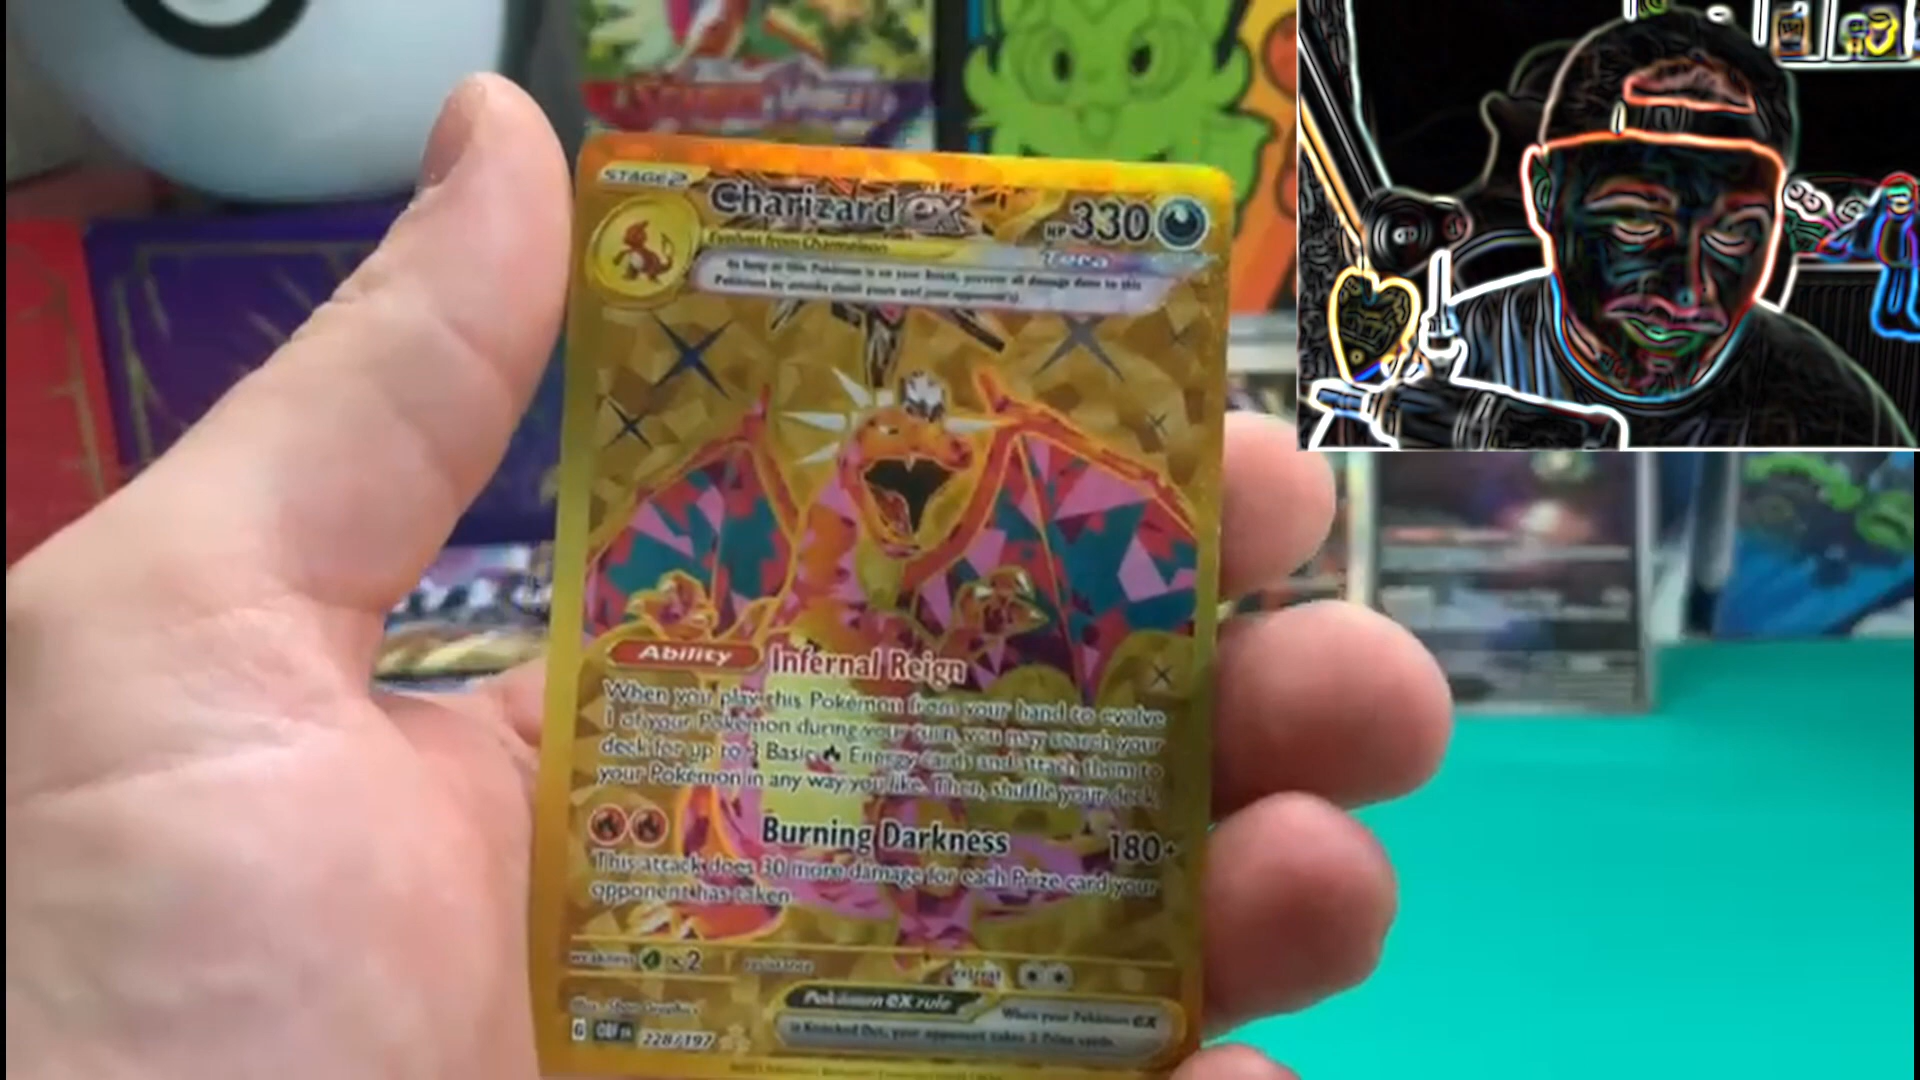 STAGE 2
Charizard ex
HP 330
Evolves from Charmeleon
Tera
As long as this Pokémon is on your Bench, prevent all damage done to this
Pokémon by attacks (both yours and your opponent's).
Ability Infernal Reign
When you play this Pokémon from your hand to evolve
1 of your Pokémon during your turn, you may search your
deck for up to 3 Basic Energy cards and attach them to
your Pokémon in any way you like. Then, shuffle your deck.
Burning Darkness 180+
This attack does 30 more damage for each Prize card your
opponent has taken.
weakness ×2 resistance retreat
Pokémon ex rule When your Pokémon ex
is Knocked Out, your opponent takes 2 Prize cards.
G OBF EN 228/197